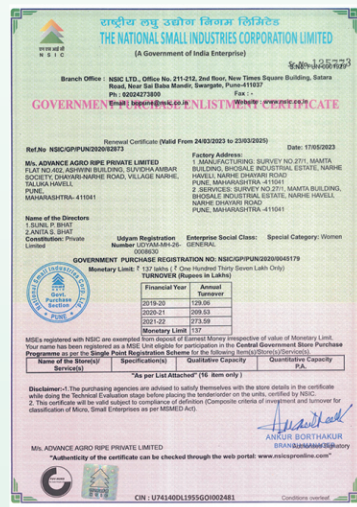 राष्ट्रीय लघु उद्योग निगम लिमिटेड
THE NATIONAL SMALL INDUSTRIES CORPORATION LIMITED
(A Government of India Enterprise)
एन एस आई सी
NSIC
Branch Office : NSIC LTD., Office No. 211-212, 2nd floor, New Times Square Building, Satara Road, Near Sai Baba Mandir, Swargate, Pune-411037
Ph : 02024273800 Fax : -
Website : www.nsic.co.in
GOVERNMENT PURCHASE ENLISTMENT CERTIFICATE
Renewal Certificate (Valid From 24/03/2023 to 23/03/2025)
Ref.No NSIC/GP/PUN/2020/82873 Date: 17/05/2023
M/s. ADVANCE AGRO RIPE PRIVATE LIMITED
FLAT NO.402, ASHWINI BUILDING, SUVIDHA AMBAR SOCIETY, DHAYARI-NARHE ROAD, VILLAGE NARHE, TALUKA HAVELI
PUNE,
MAHARASHTRA- 411041
Factory Address:
1 .MANUFACTURING: SURVEY NO.27/1, MAMTA BUILDING, BHOSALE INDUSTRIAL ESTATE, NARHE HAVELI, NARHE DHAYARI ROAD
PUNE, MAHARASHTRA- 411041
2 .SERVICES: SURVEY NO.27/1, MAMTA BUILDING, BHOSALE INDUSTRIAL ESTATE, NARHE HAVELI NARHE DHAYARI ROAD
PUNE, MAHARASHTRA- 411041
Name of the Directors
1.SUNIL P. BHAT
2.ANITA S. BHAT
Constitution: Private Limited
Udyam Registration Number UDYAM-MH-26-0008630
Enterprise Social Class: GENERAL
Special Category: Women
GOVERNMENT PURCHASE REGISTRATION NO: NSIC/GP/PUN/2020/0045179
Monetary Limit: ₹ 137 lakhs ( ₹ One Hundred Thirty Seven Lakh Only)
TURNOVER (Rupees in Lakhs)
Financial Year Annual Turnover
2019-20 129.06
2020-21 209.53
2021-22 273.59
Monetary Limit 137
National Small Industries Corp.
Govt. Purchase Section
PUNE
MSEs registered with NSIC are exempted from deposit of Earnest Money irrespective of value of Monetary Limit.
Your name has been registered as a MSE Unit eligible for participation in the Central Government Store Purchase
Programme as per the Single Point Registration Scheme for the following item(s)/Store(s)/Service(s).
Name of the Store(s)/ Service(s) Specification(s) Qualitative Capacity Quantitative Capacity P.A.
"As per List Attached" (16 item only )
Disclaimer:-1.The purchasing agencies are advised to satisfy themselves with the store details in the certificate
while doing the Technical Evaluation stage before placing the tender/order on the units, certified by NSIC.
2. This certificate will be valid subject to compliance of definition (Composite criteria of investment and turnover for
classification of Micro, Small Enterprises as per MSMED Act).
ANKUR BORTHAKUR
M/s. ADVANCE AGRO RIPE PRIVATE LIMITED
"Authenticity of the certificate can be checked through the web portal: www.nsicspronline.com"
CIN : U74140DL1955GOI002481
Conditions overleaf